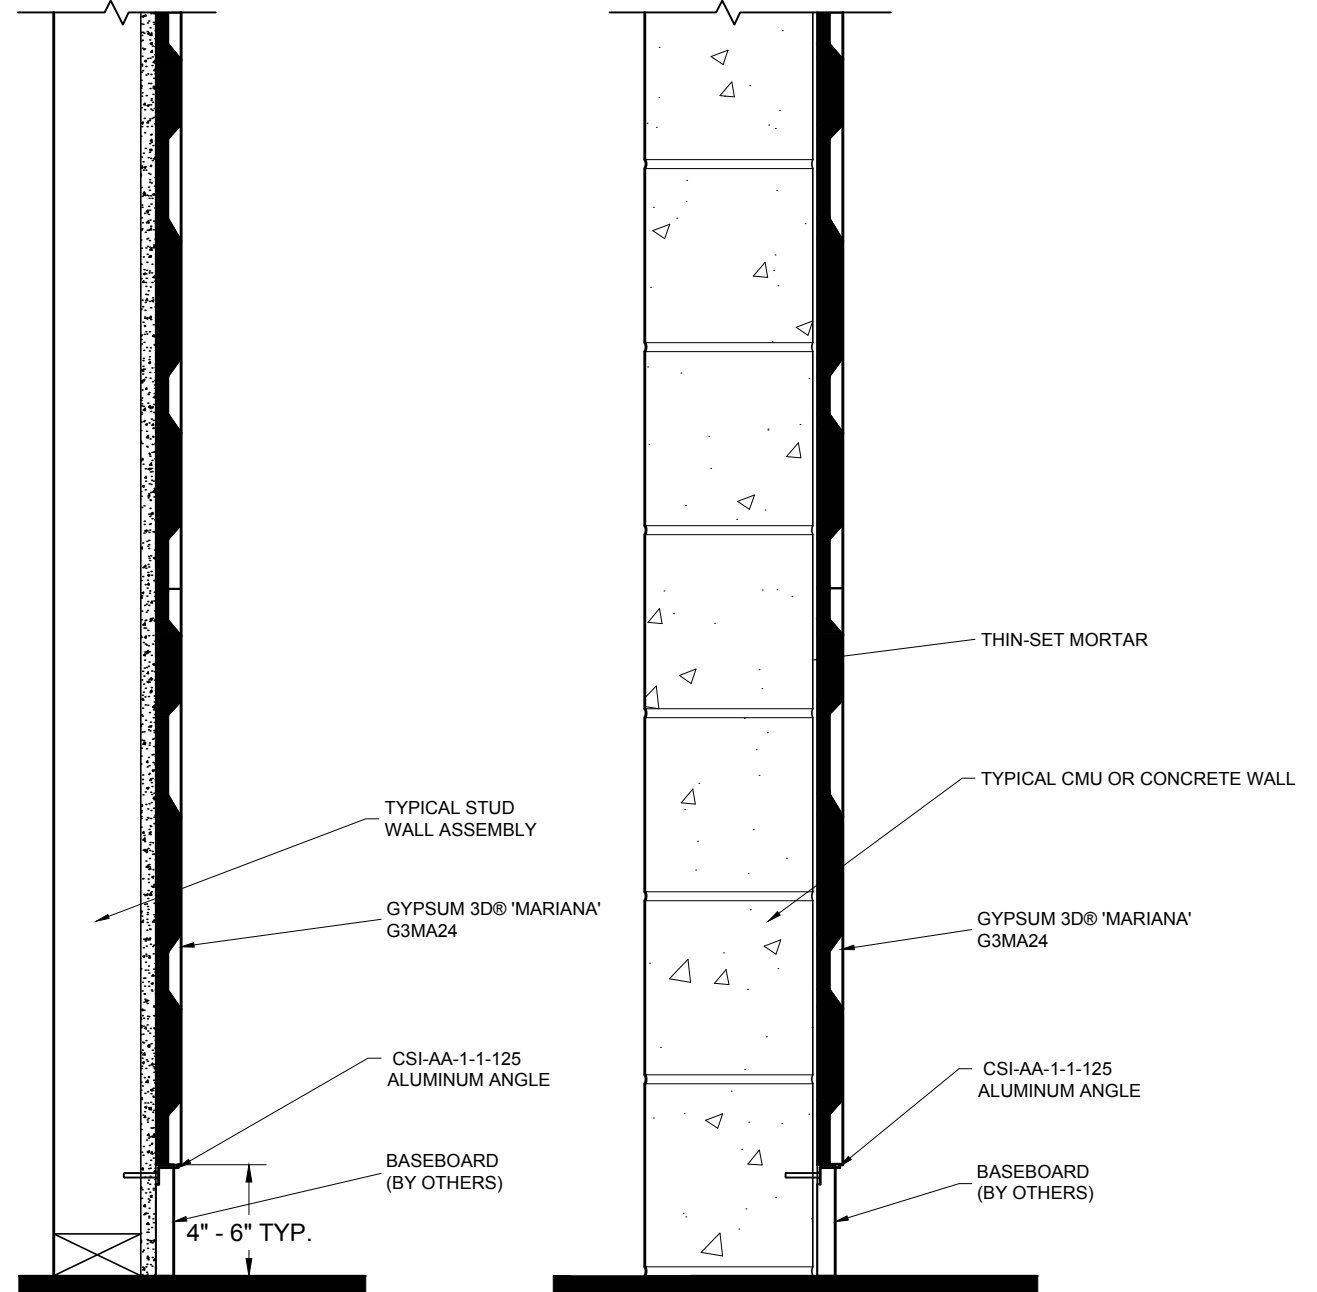 TYPICAL STUD
WALL ASSEMBLY
GYPSUM 3D® 'MARIANA'
G3MA24
CSI-AA-1-1-125
ALUMINUM ANGLE
BASEBOARD
(BY OTHERS)
4" - 6" TYP.
THIN-SET MORTAR
TYPICAL CMU OR CONCRETE WALL
GYPSUM 3D® 'MARIANA'
G3MA24
CSI-AA-1-1-125
ALUMINUM ANGLE
BASEBOARD
(BY OTHERS)